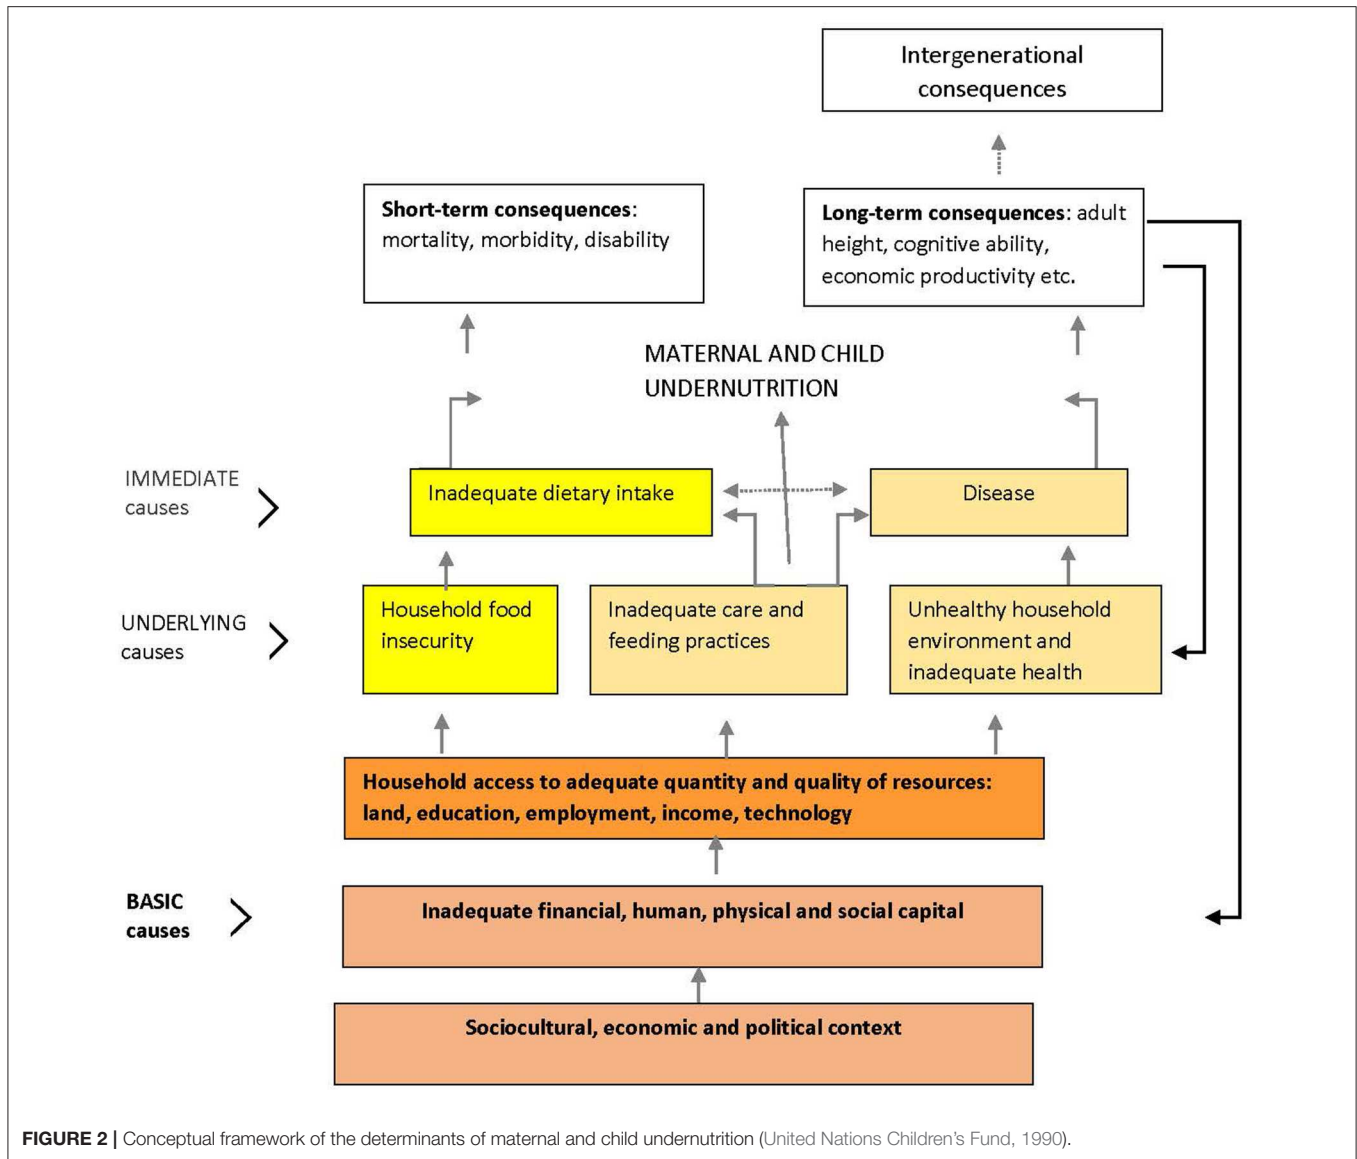 Intergenerational
consequences
Short-term consequences:
mortality, morbidity, disability
Long-term consequences: adult
height, cognitive ability,
economic productivity etc.
MATERNAL AND CHILD
UNDERNUTRITION
IMMEDIATE
causes
Inadequate dietary intake
Disease
UNDERLYING
causes
Household food
insecurity
Inadequate care and
feeding practices
Unhealthy household
environment and
inadequate health
Household access to adequate quantity and quality of resources:
land, education, employment, income, technology
BASIC
causes
Inadequate financial, human, physical and social capital
Sociocultural, economic and political context
FIGURE 2 | Conceptual framework of the determinants of maternal and child undernutrition (United Nations Children's Fund, 1990).